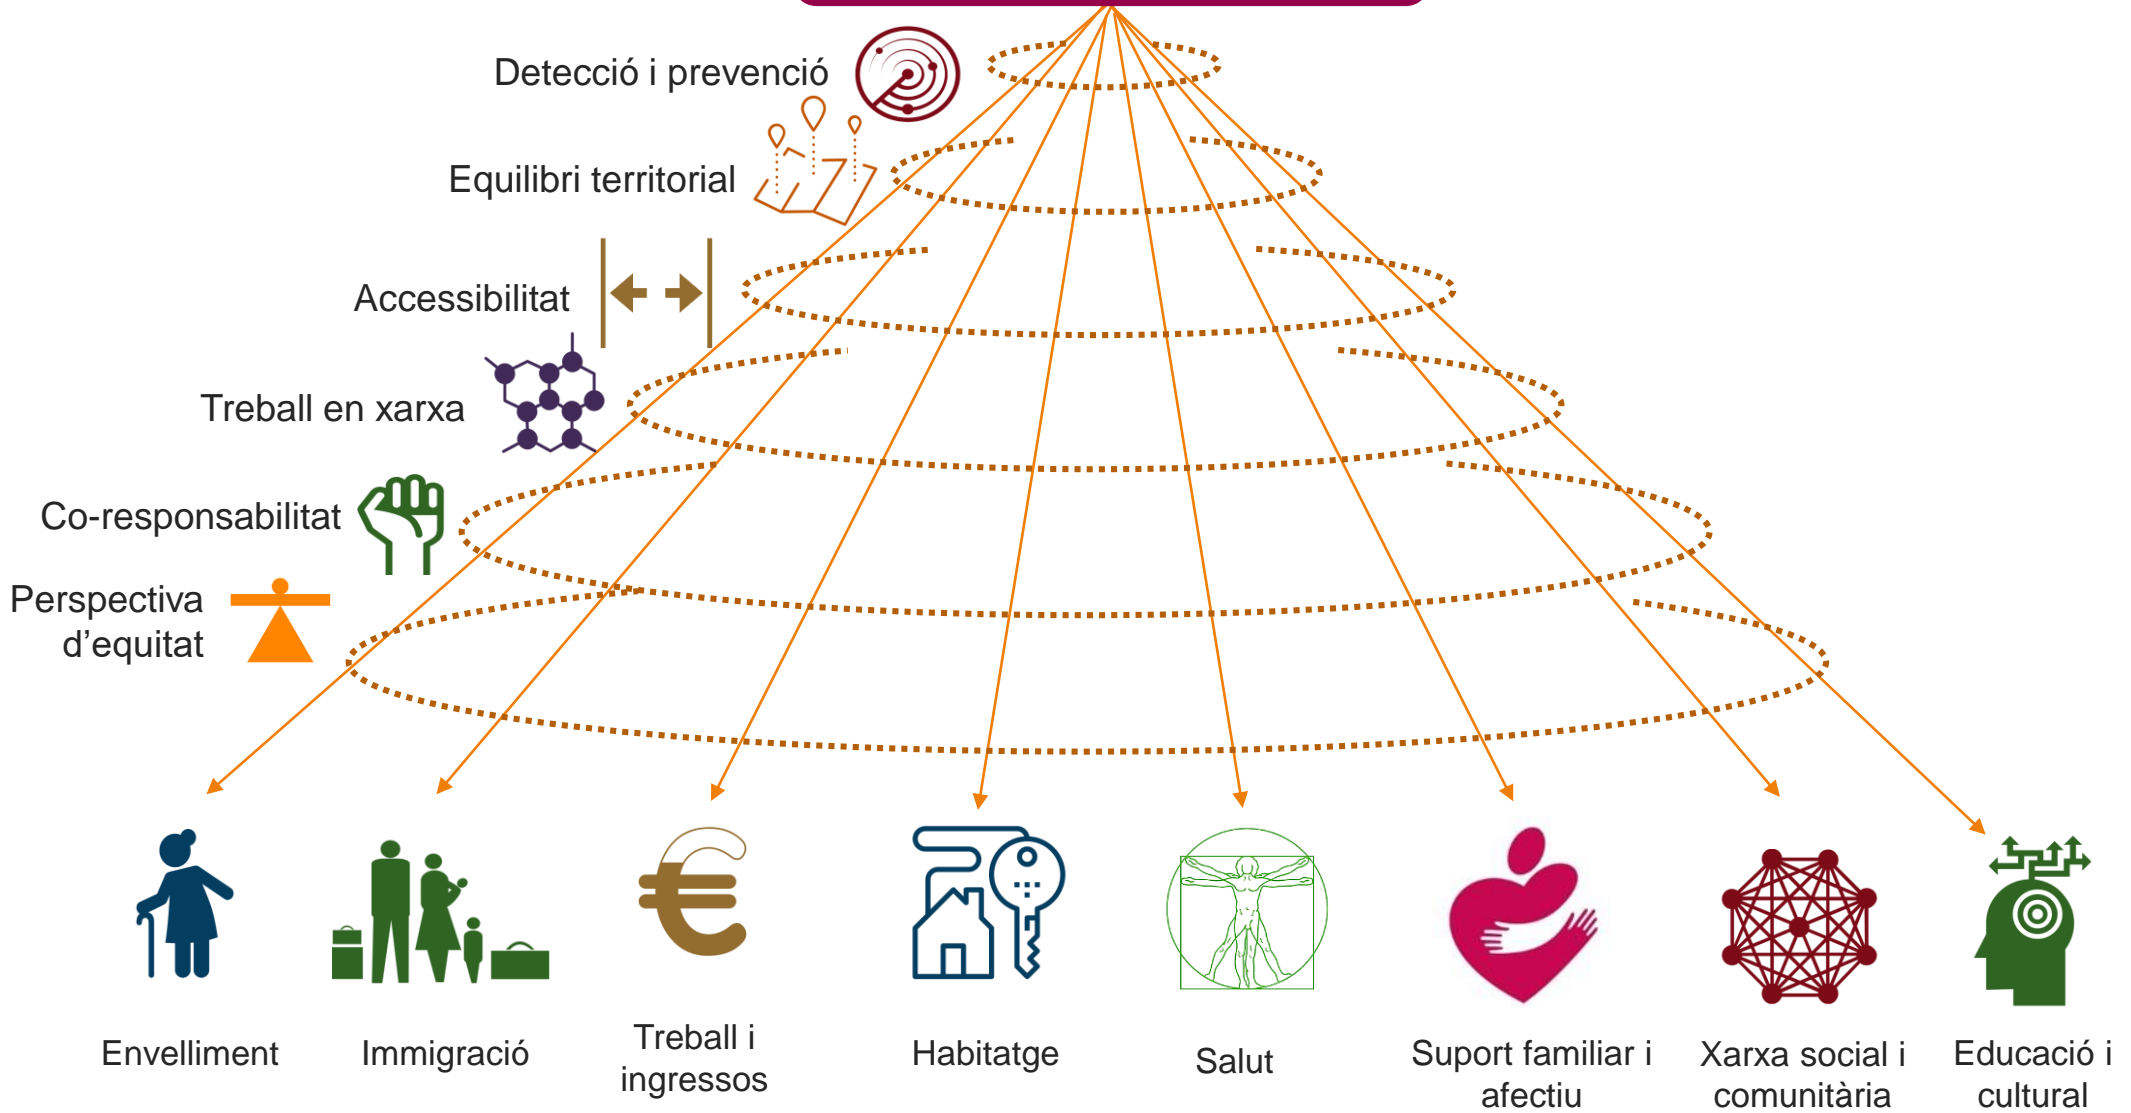 Detecció i prevenció
Equilibri territorial
Accessibilitat
Treball en xarxa
Co-responsabilitat
Perspectiva
d’equitat
Envelliment
Immigració
Treball i
ingressos
Habitatge
Salut
Suport familiar i
afectiu
Xarxa social i
comunitària
Educació i
cultural